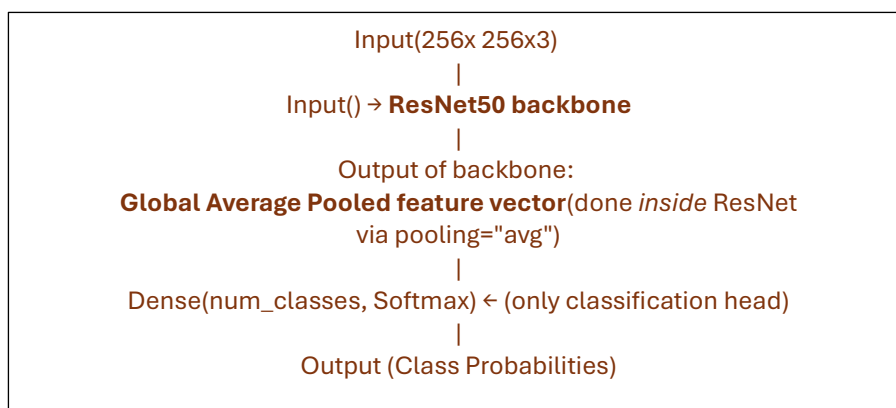 Input(256x 256x3)
|
Input() → ResNet50 backbone
|
Output of backbone:
Global Average Pooled feature vector(done inside ResNet
via pooling="avg")
|
Dense(num_classes, Softmax) ← (only classification head)
|
Output (Class Probabilities)